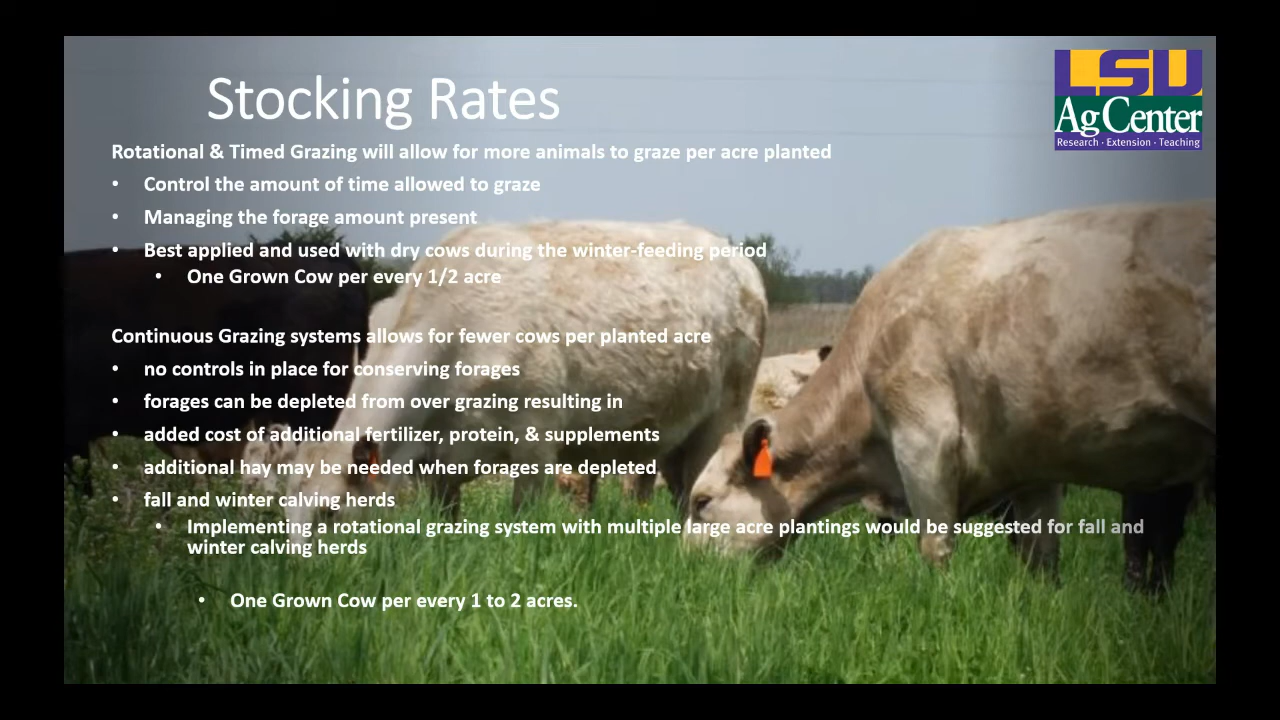 Stocking Rates
LSU
AgCenter
Research · Extension · Teaching
Rotational & Timed Grazing will allow for more animals to graze per acre planted
• Control the amount of time allowed to graze
• Managing the forage amount present
• Best applied and used with dry cows during the winter-feeding period
• One Grown Cow per every 1/2 acre
Continuous Grazing systems allows for fewer cows per planted acre
• no controls in place for conserving forages
• forages can be depleted from over grazing resulting in
• added cost of additional fertilizer, protein, & supplements
• additional hay may be needed when forages are depleted
• fall and winter calving herds
• Implementing a rotational grazing system with multiple large acre plantings would be suggested for fall and
winter calving herds
• One Grown Cow per every 1 to 2 acres.